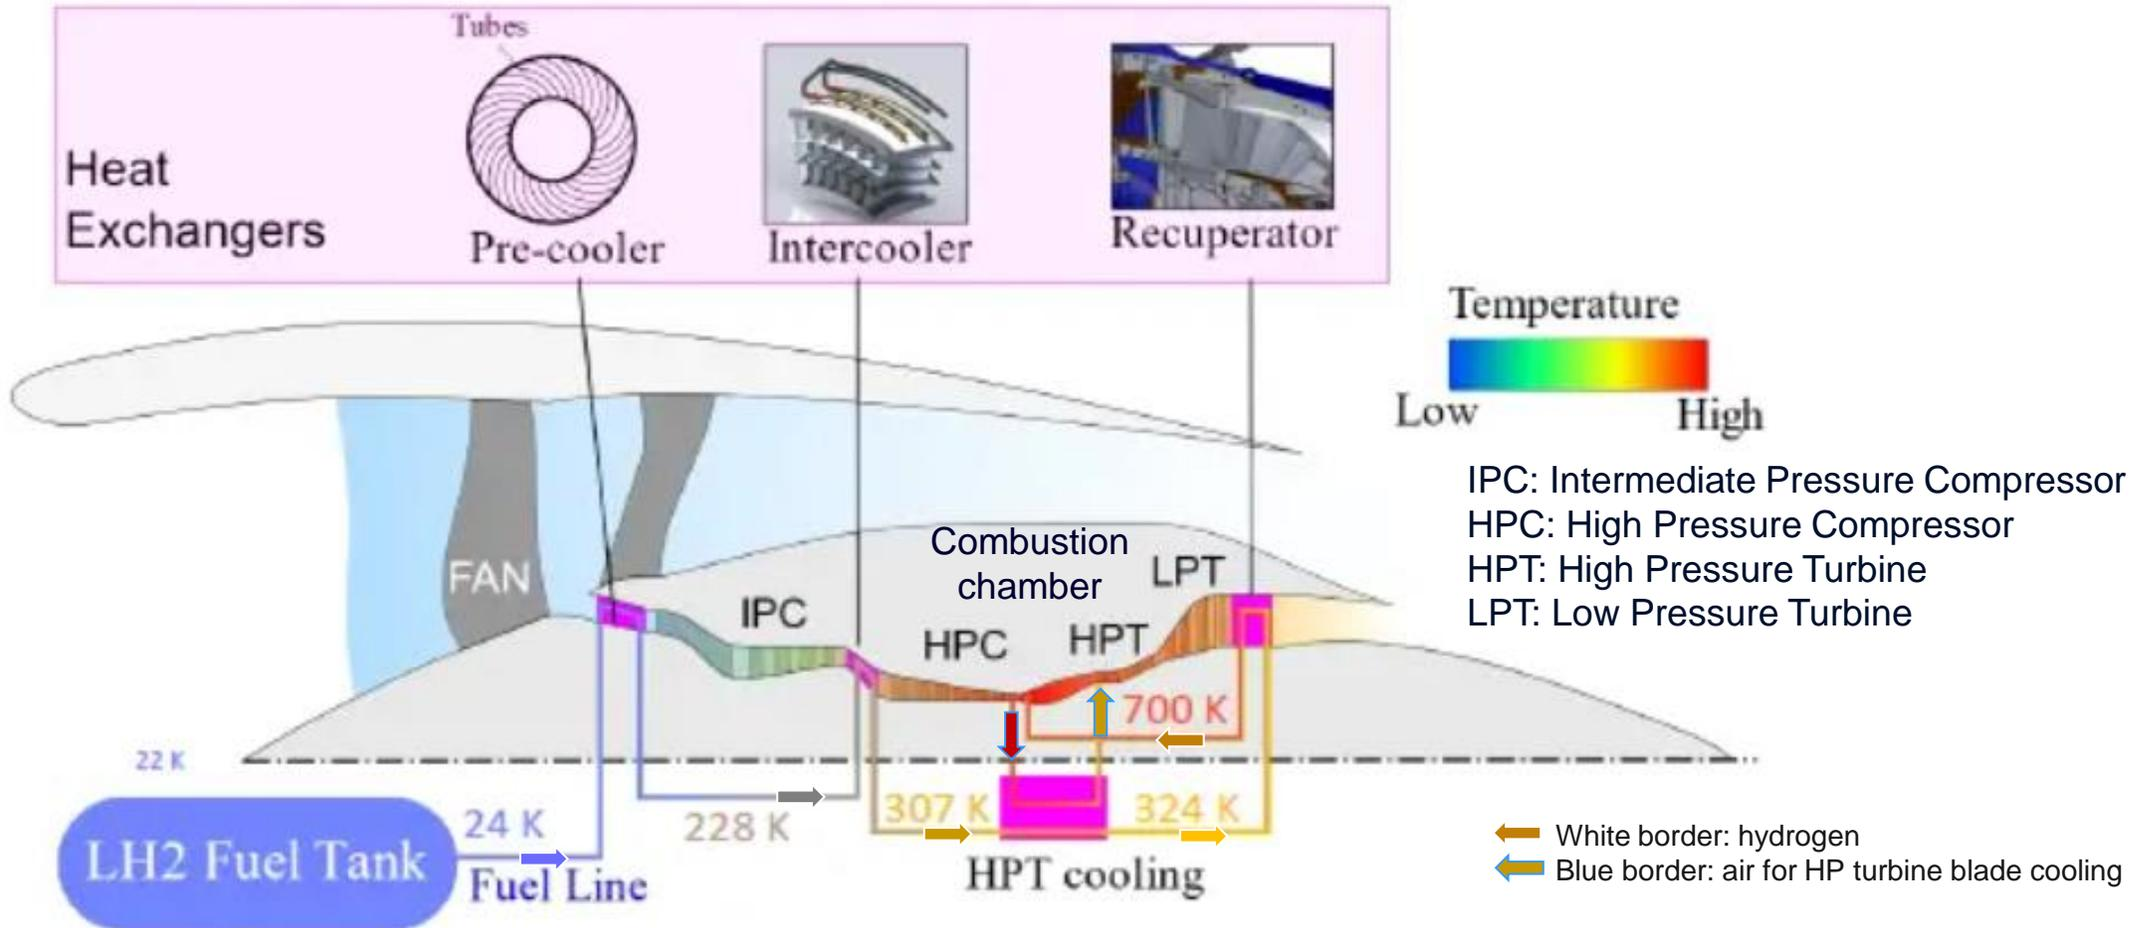 Tubes
Heat
Exchangers
Pre-cooler
Intercooler
Recuperator
Temperature
Low
High
IPC: Intermediate Pressure Compressor
HPC: High Pressure Compressor
HPT: High Pressure Turbine
LPT: Low Pressure Turbine
Combustion
chamber
LPT
FAN
IPC
HPC
HPT
700 K
22 K
24 K
228 K
307 K
324 K
LH2 Fuel Tank
Fuel Line
HPT cooling
White border: hydrogen
Blue border: air for HP turbine blade cooling